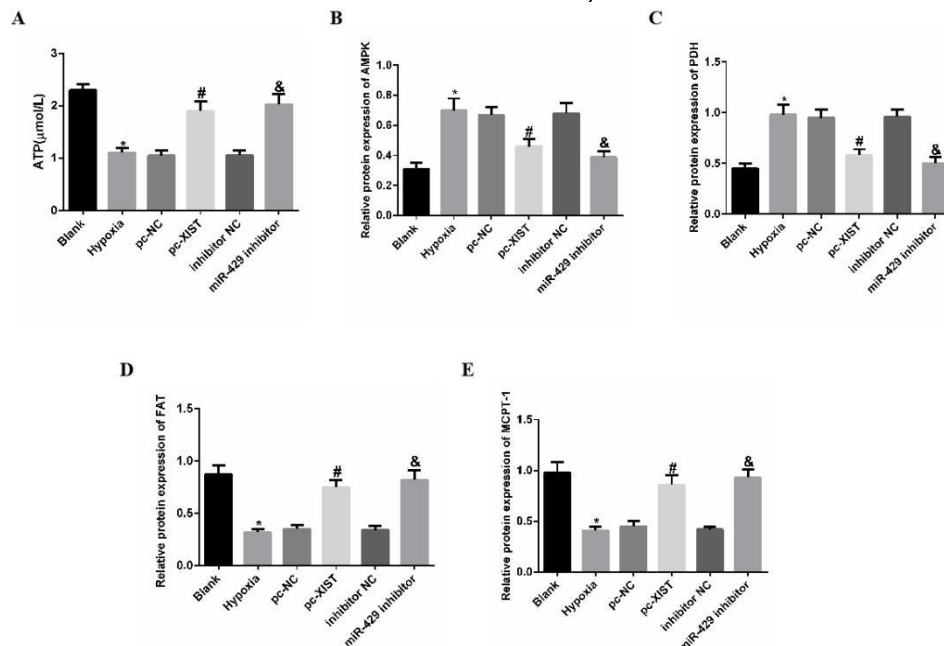 A
B
C
ATP(μmol/L)
3
2
1
0
*
#
&
Blank
Hypoxia
pc-NC
pc-XIST
inhibitor NC
miR-429 inhibitor
Relative protein expression of AMPK
1.0
0.8
0.6
0.4
0.2
0.0
*
#
&
Blank
Hypoxia
pc-NC
pc-XIST
inhibitor NC
miR-429 inhibitor
Relative protein expression of PDH
1.5
1.0
0.5
0.0
*
#
&
Blank
Hypoxia
pc-NC
pc-XIST
inhibitor NC
miR-429 inhibitor
D
E
Relative protein expression of FAT
1.5
1.0
0.5
0.0
*
#
&
Blank
Hypoxia
pc-NC
pc-XIST
inhibitor NC
miR-429 inhibitor
Relative protein expression of MCPT-1
1.5
1.0
0.5
0.0
*
#
&
Blank
Hypoxia
pc-NC
pc-XIST
inhibitor NC
miR-429 inhibitor